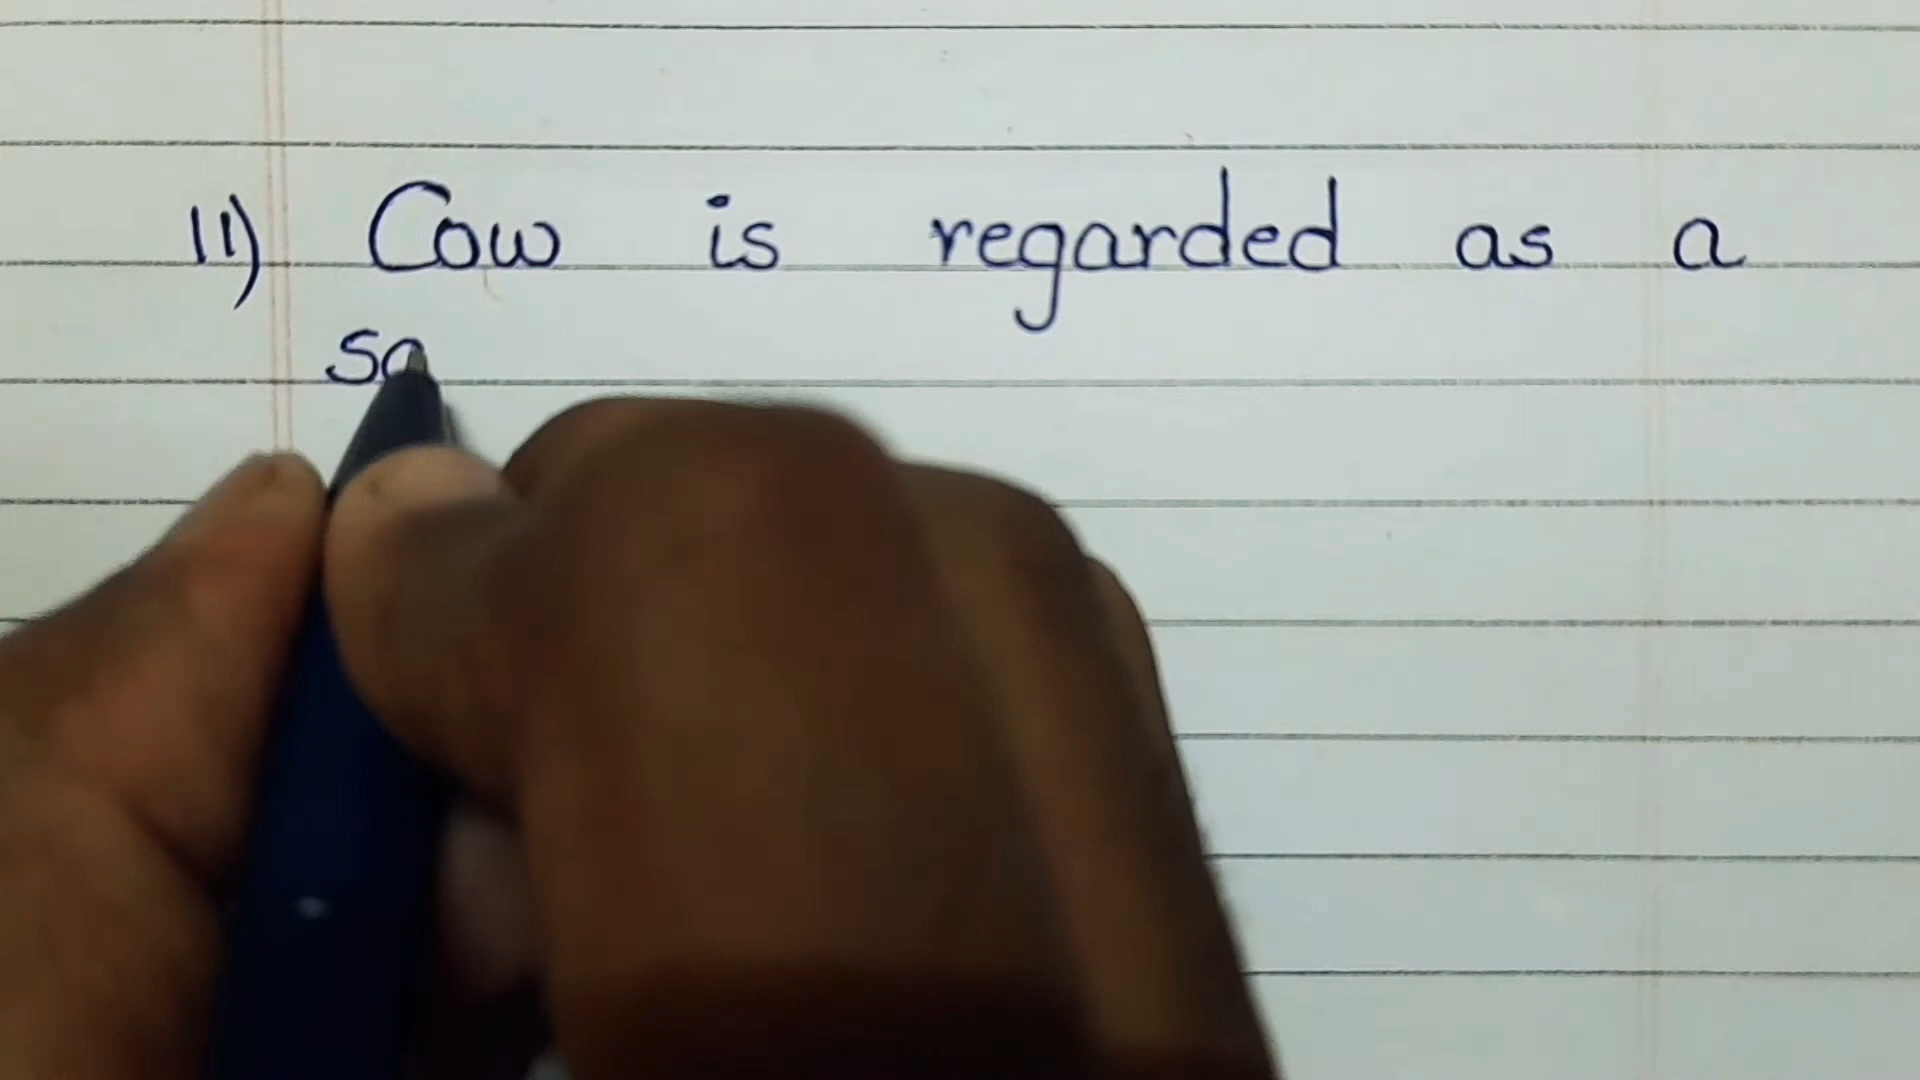 11) Cow is regarded as a